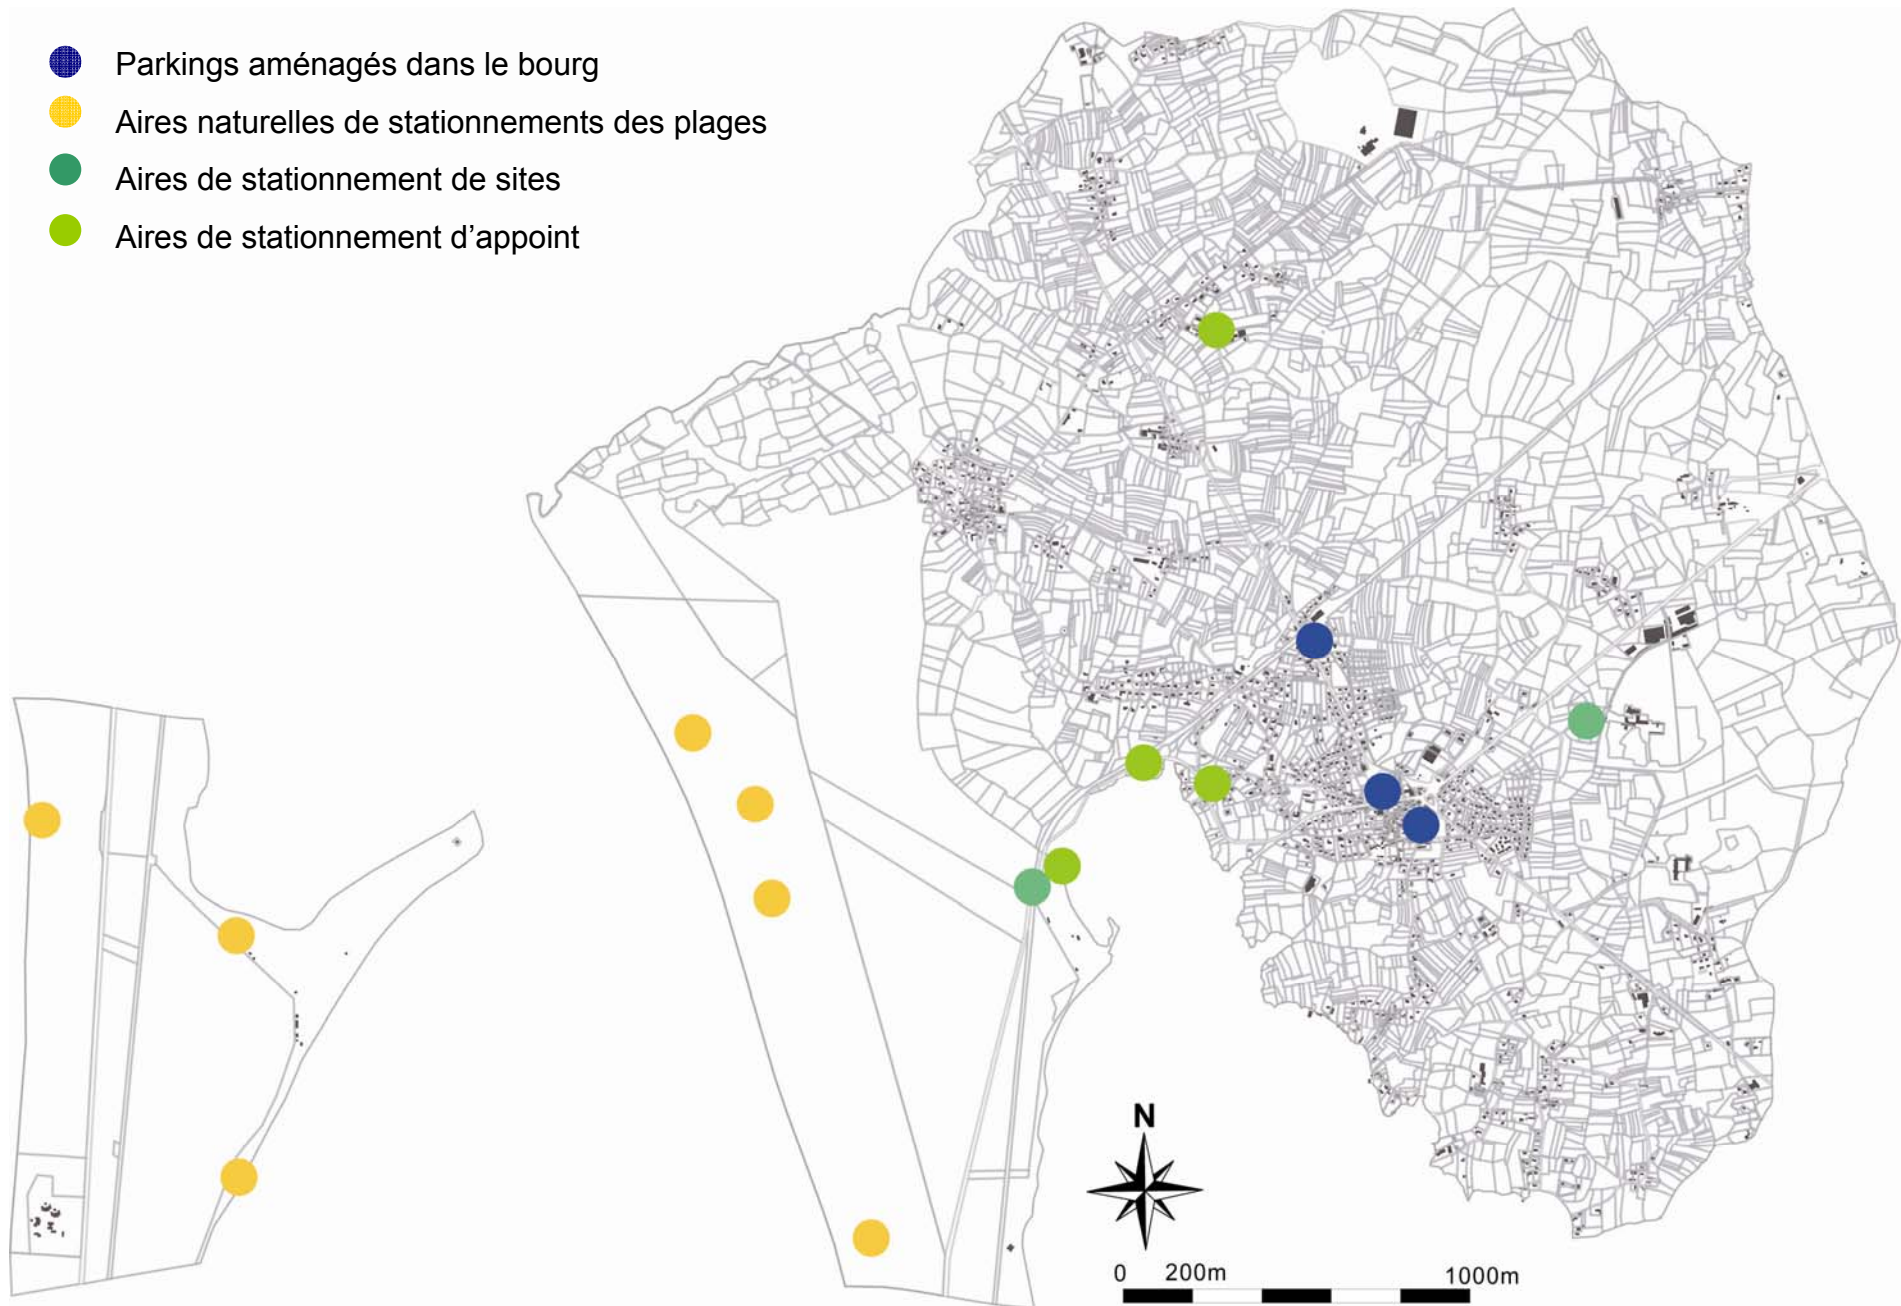 Parkings aménagés dans le bourg
Aires naturelles de stationnements des plages
Aires de stationnement de sites
Aires de stationnement d’appoint
N
0 200m 1000m